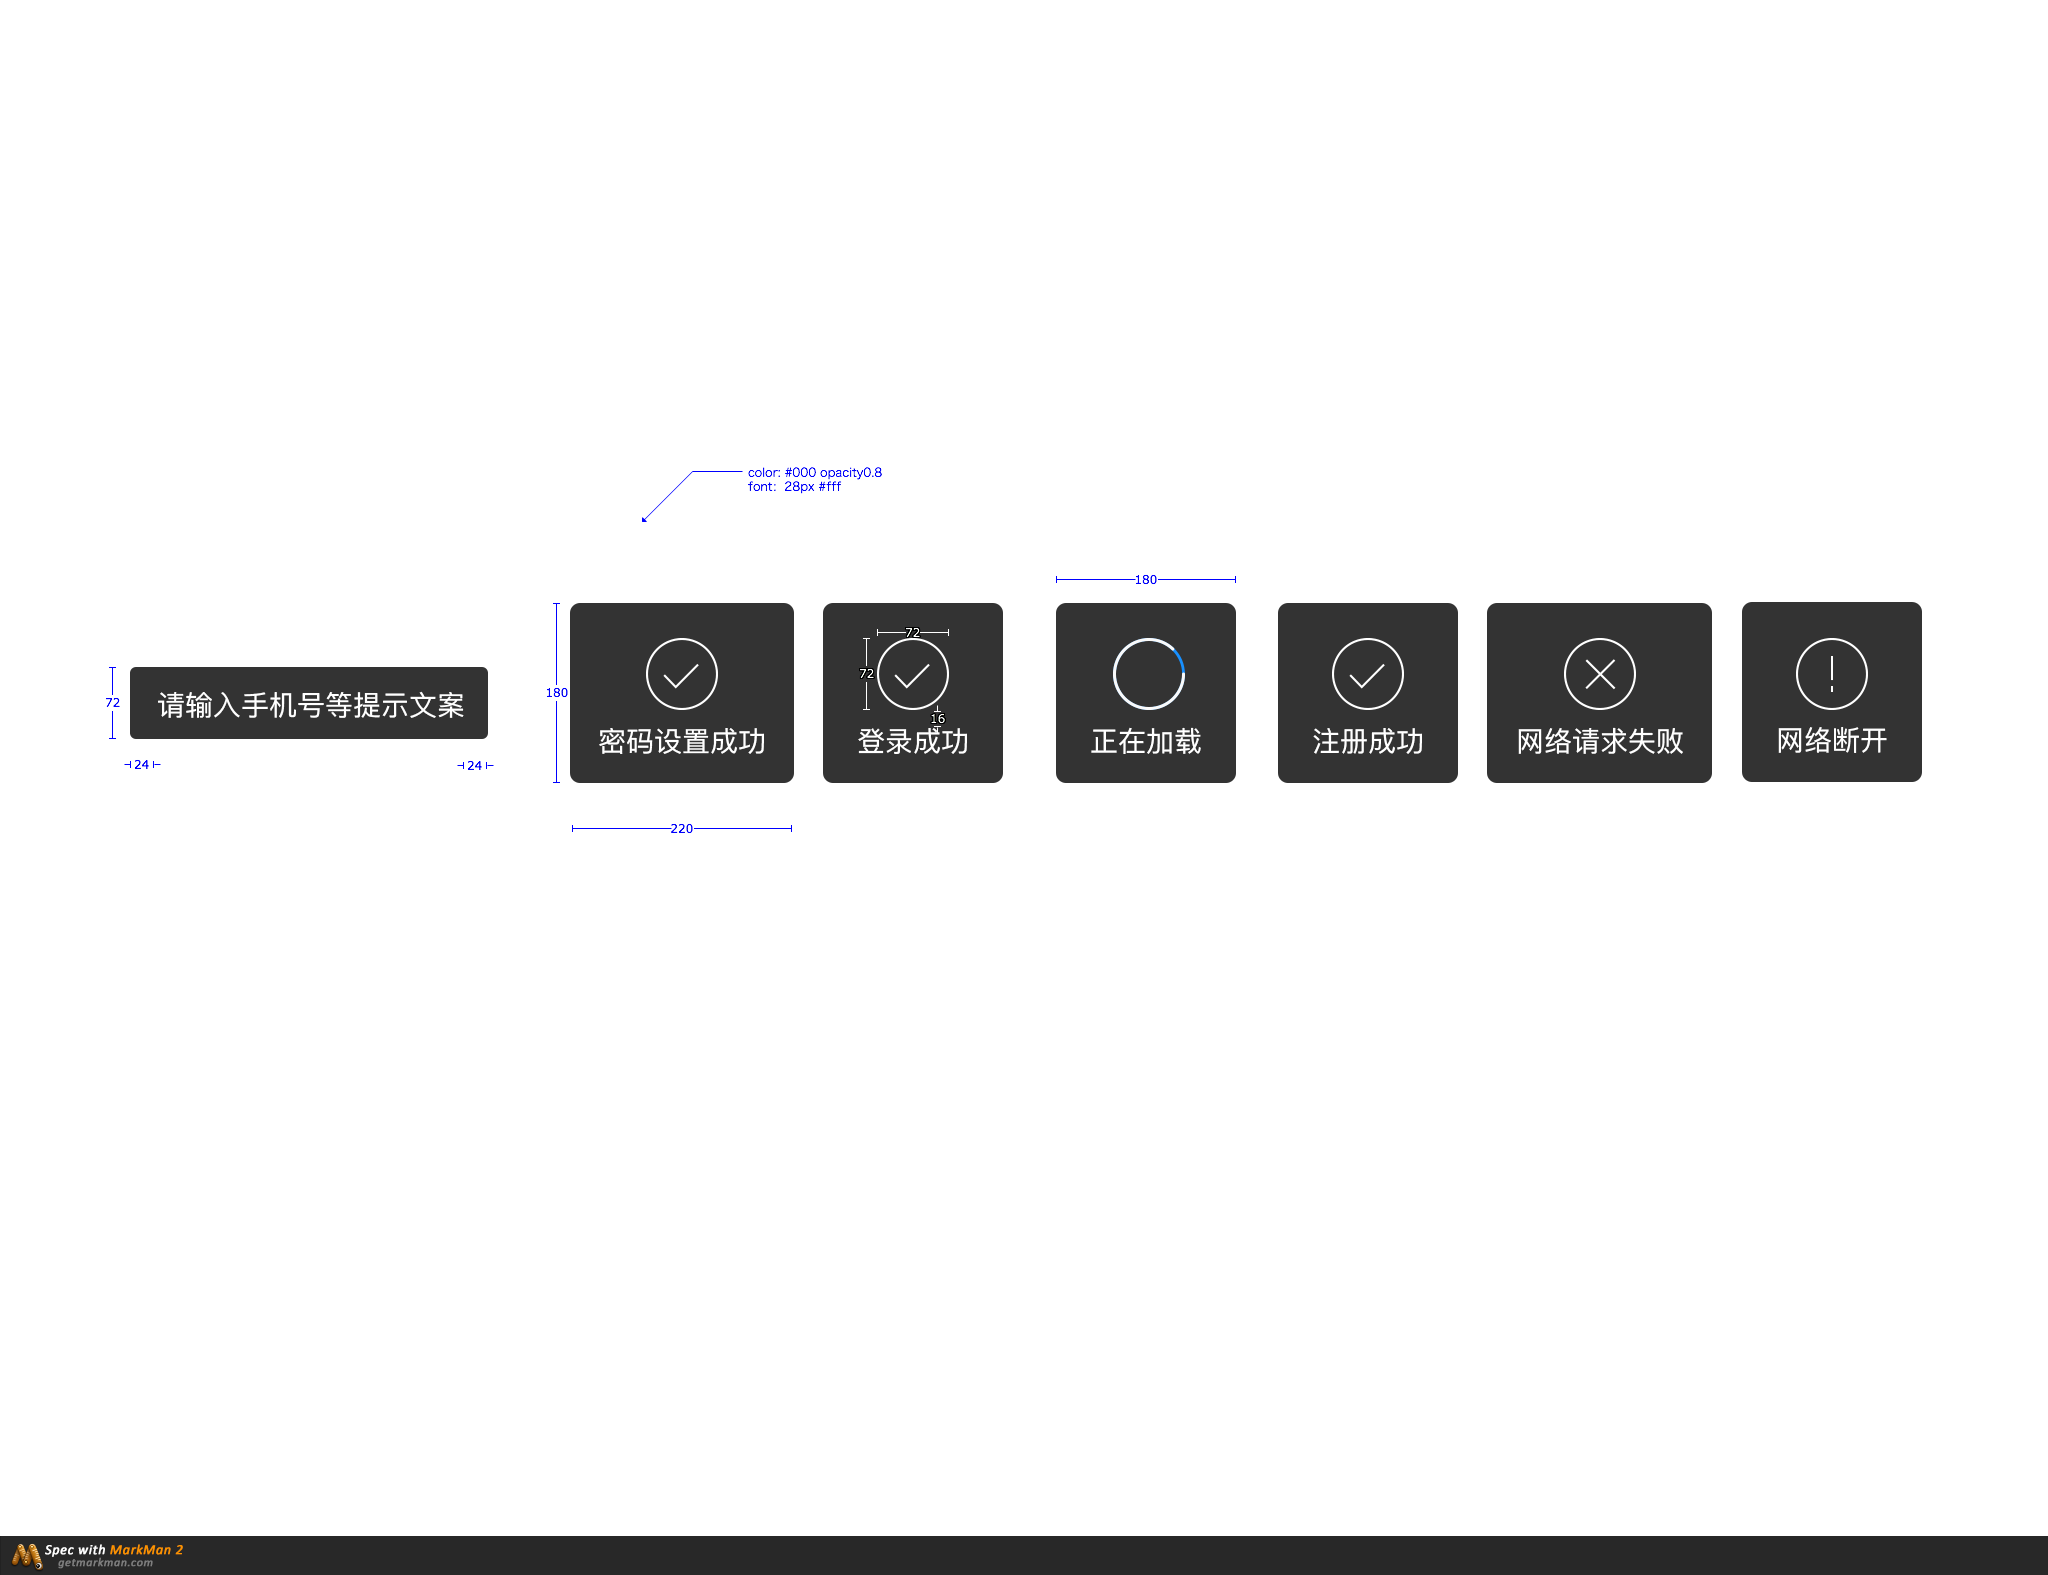 color: #000 opacity0.8
font: 28px #fff
180
72
72
16
180
72
请输入手机号等提示文案
密码设置成功
登录成功
正在加载
注册成功
网络请求失败
网络断开
24
24
220
Spec with MarkMan 2
getmarkman.com